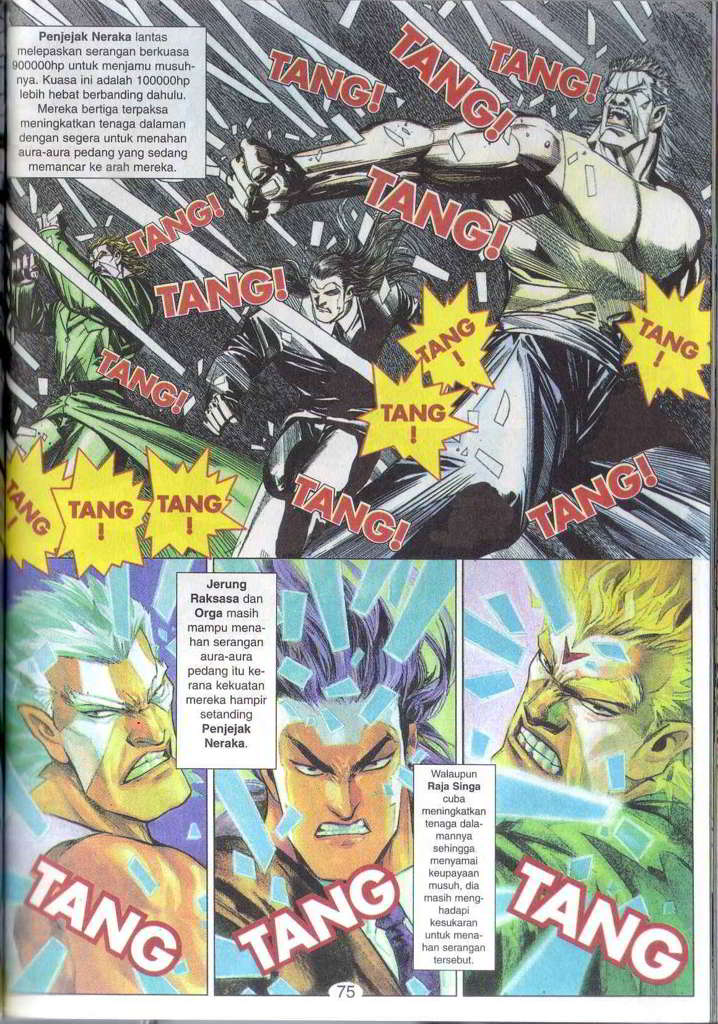 Penjejak Neraka lantas
melepaskan serangan berkuasa
900000hp untuk menjamu musuh-
nya. Kuasa ini adalah 100000hp
lebih hebat berbanding dahulu.
Mereka bertiga terpaksa
meningkatkan tenaga dalaman
dengan segera untuk menahan
aura-aura pedang yang sedang
memancar ke arah mereka.
TANG!
TANG!
TANG!
TANG!
TANG!
TANG!
TANG!
TANG
!
TANG
!
TANG
!
TANG
!
TANG
!
TANG
!
TANG!
TANG!
Jerung
Raksasa dan
Orga masih
mampu mena-
han serangan
aura-aura
pedang itu ke-
rana kekuatan
mereka hampir
setanding
Penjejak
Neraka.
Walaupun
Raja Singa
cuba
meningkatkan
tenaga dala-
mannya
sehingga
menyamai
keupayaan
musuh, dia
masih meng-
hadapi
kesukaran
untuk mena-
han serangan
tersebut.
TANG
TANG
TANG
75